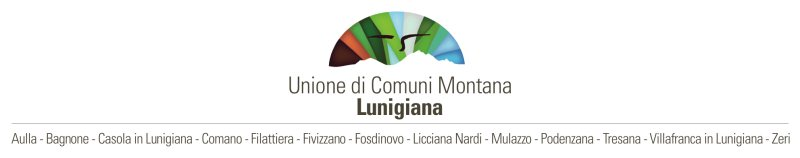 Unione di Comuni Montana
Lunigiana
Aulla - Bagnone - Casola in Lunigiana - Comano - Filattiera - Fivizzano - Fosdinovo - Licciana Nardi - Mulazzo - Podenzana - Tresana - Villafranca in Lunigiana - Zeri